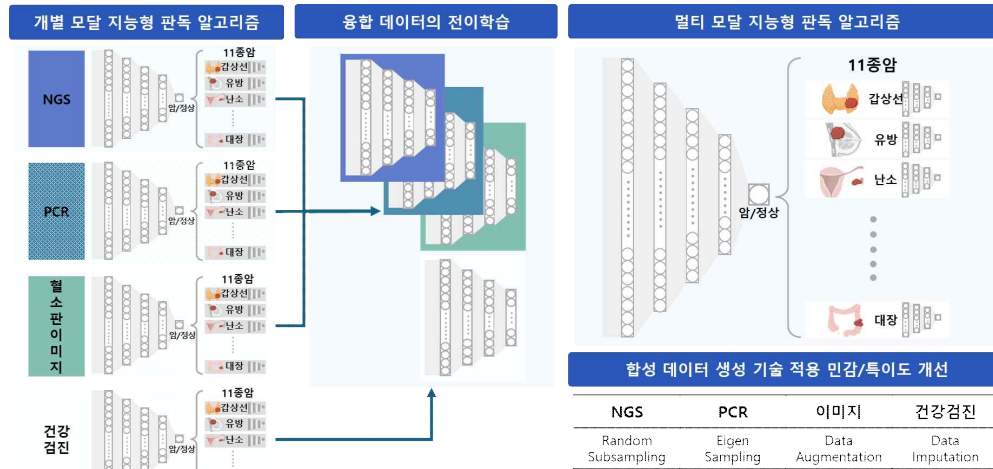 개별 모달 지능형 판독 알고리즘
NGS
암/정상
11종암
갑상선
유방
난소
대장
PCR
암/정상
11종암
갑상선
유방
난소
대장
혈소판이미지
암/정상
11종암
갑상선
유방
난소
대장
건강
검진
암/정상
11종암
갑상선
유방
난소
융합 데이터의 전이학습
멀티 모달 지능형 판독 알고리즘
암/정상
11종암
갑상선
유방
난소
대장
합성 데이터 생성 기술 적용 민감/특이도 개선
NGS PCR 이미지 건강검진
Random Eigen Data Data
Subsampling Sampling Augmentation Imputation